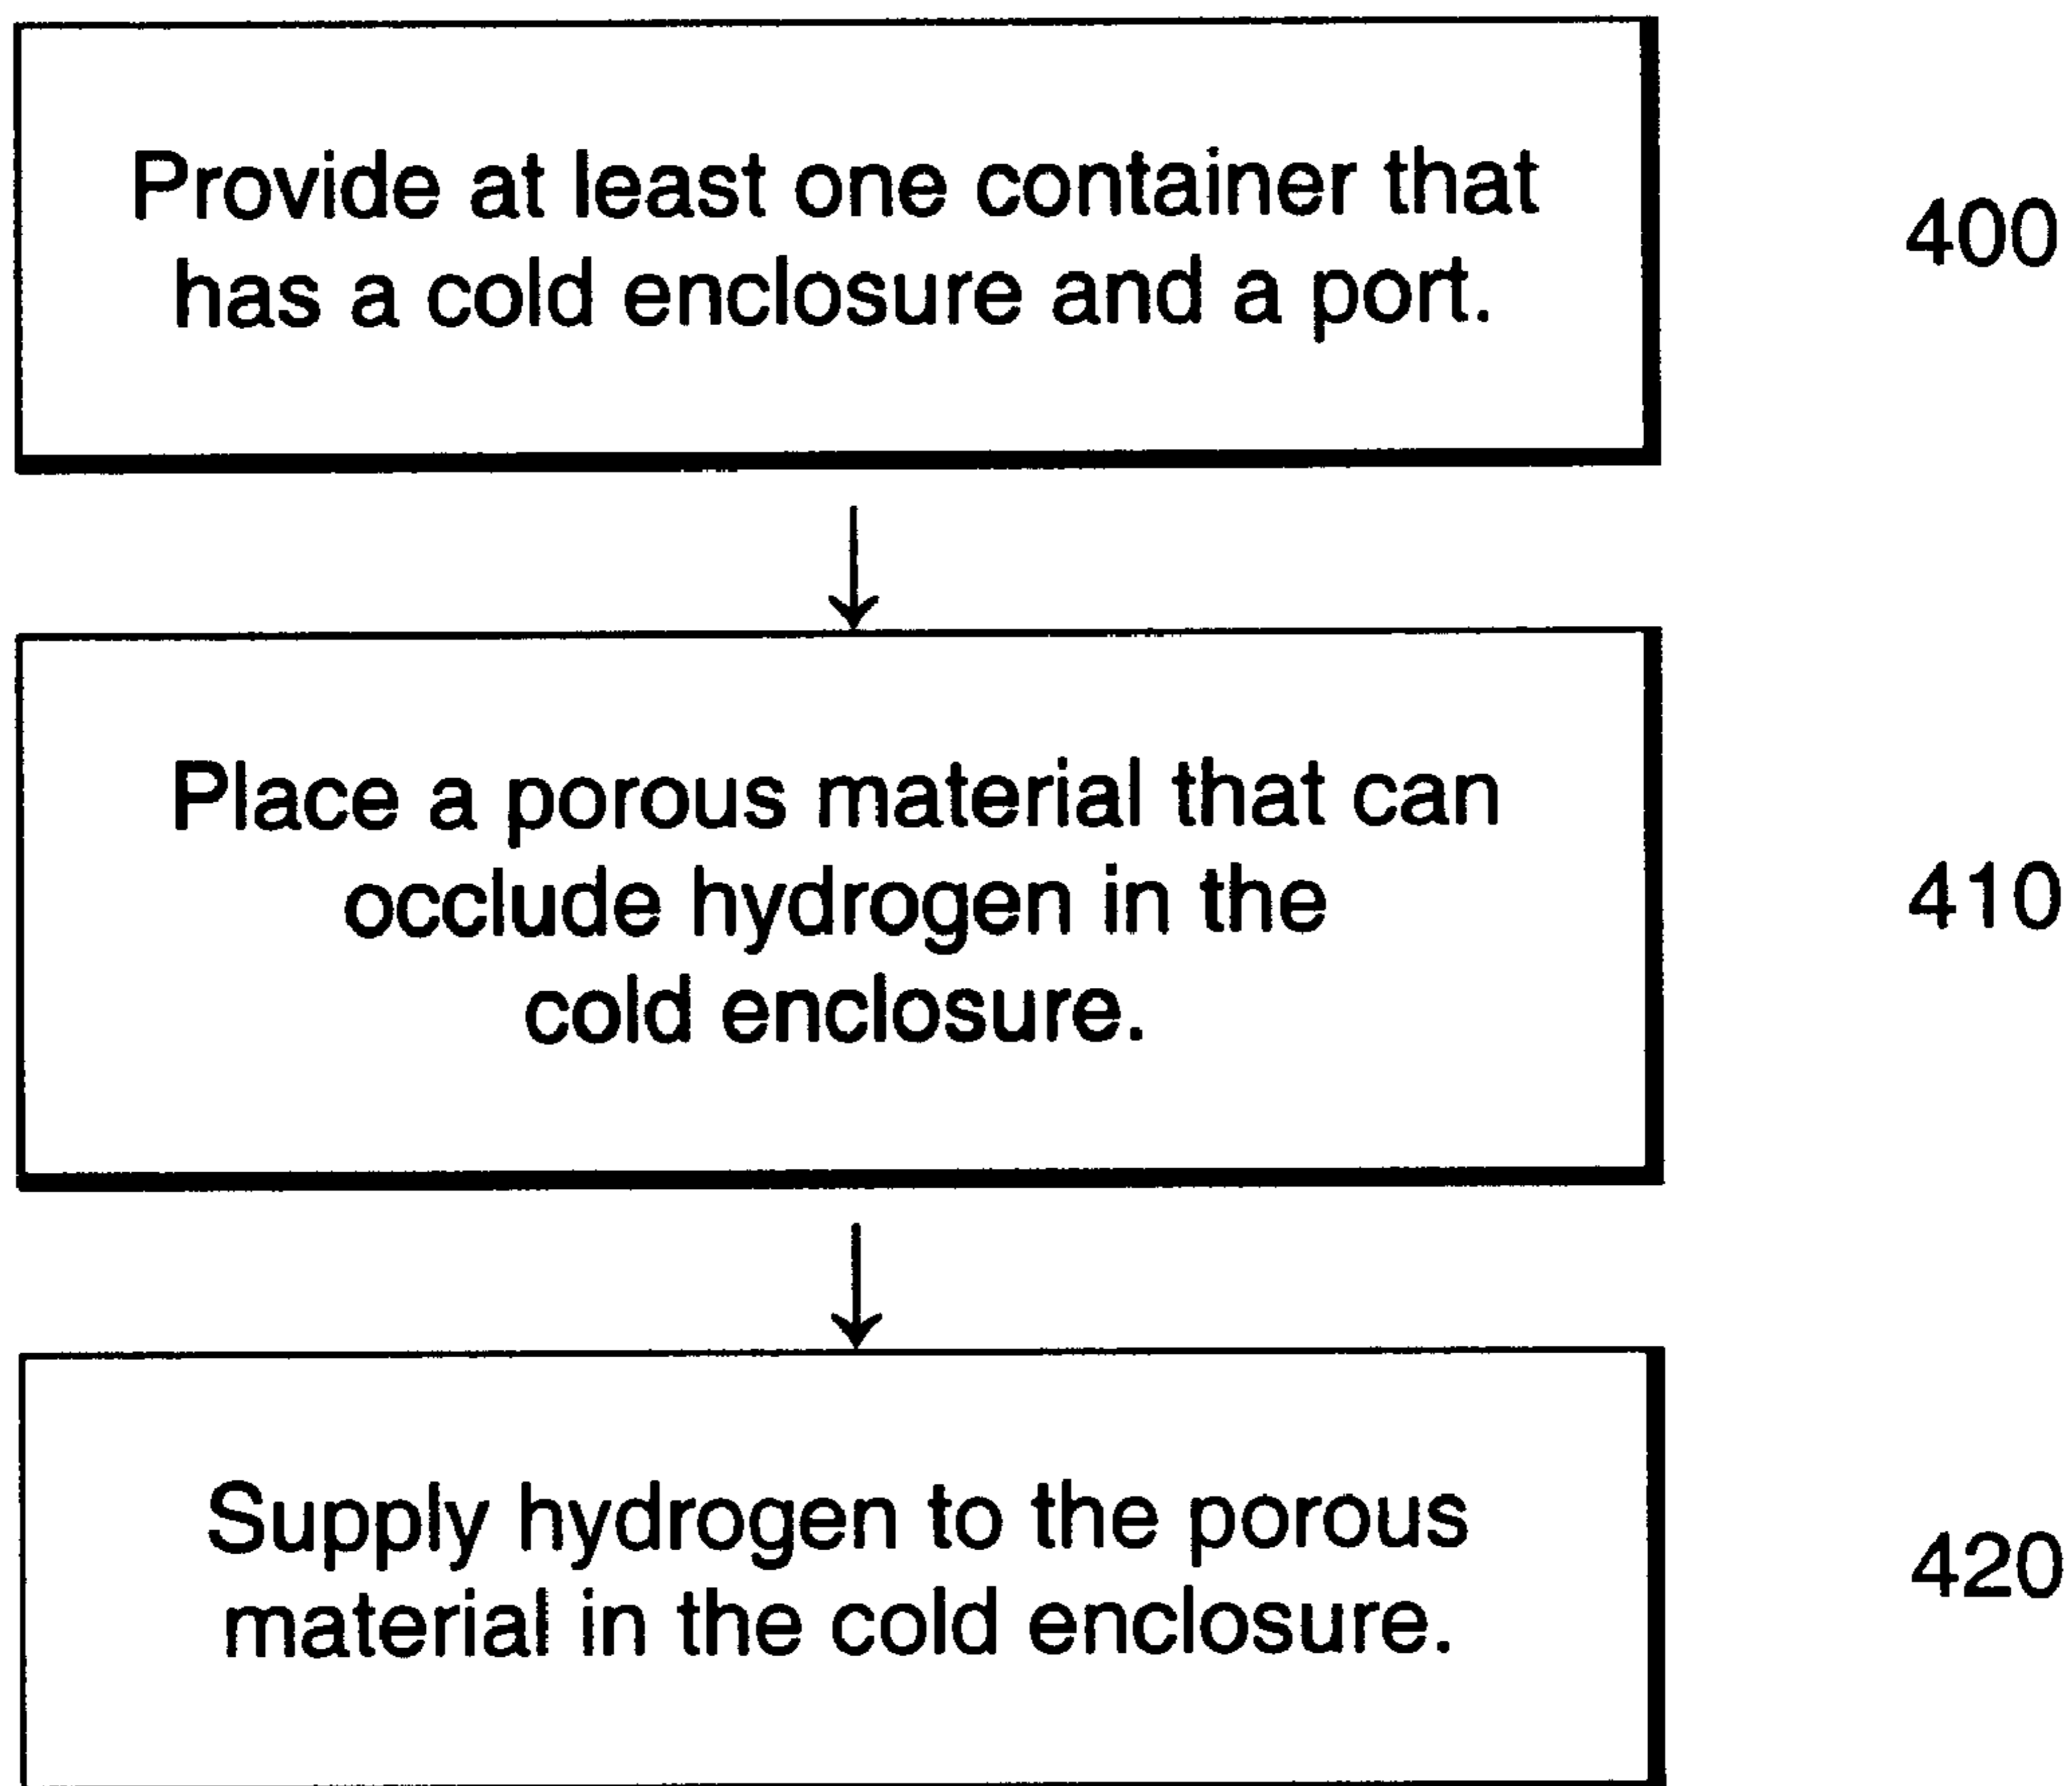 Provide at least one container that
has a cold enclosure and a port.
400
Place a porous material that can
occlude hydrogen in the
cold enclosure.
410
Supply hydrogen to the porous
material in the cold enclosure.
420